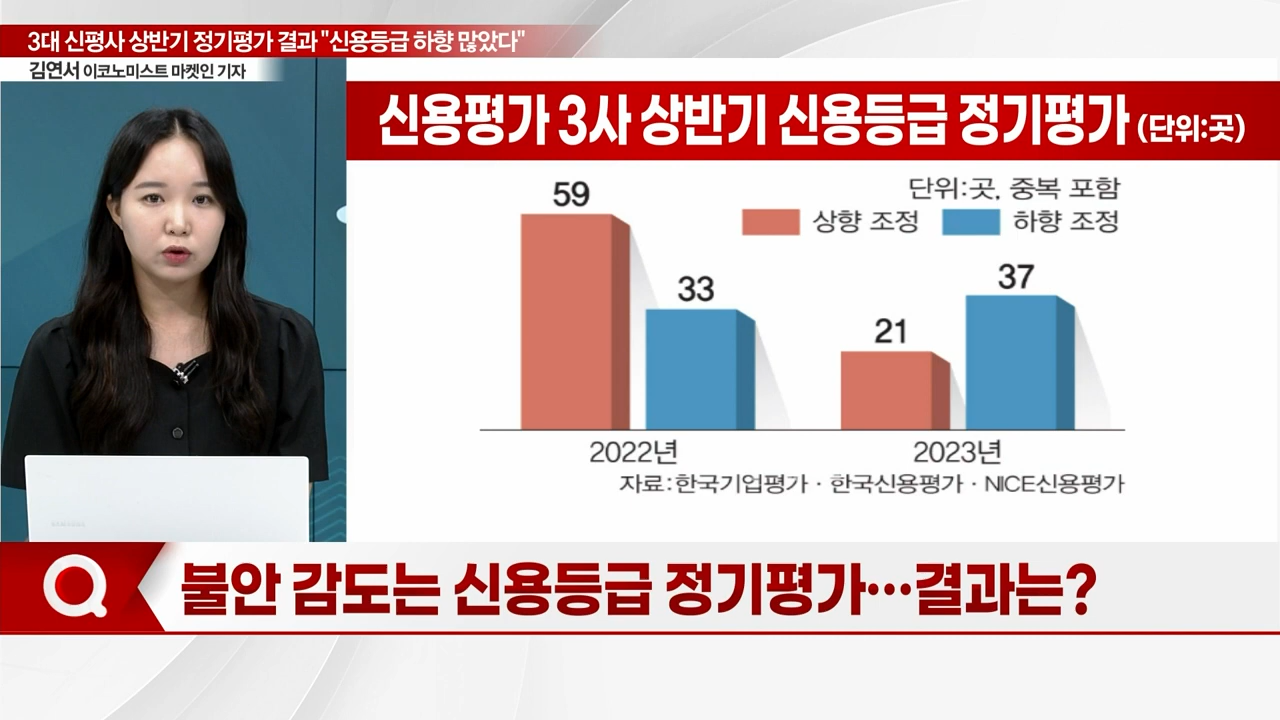 3대 신평사 상반기 정기평가 결과 "신용등급 하향 많았다"
김연서 이코노미스트 마켓인 기자
신용평가 3사 상반기 신용등급 정기평가 (단위:곳)
단위:곳, 중복 포함
상향 조정 하향 조정
59
33
21
37
2022년 2023년
자료:한국기업평가·한국신용평가·NICE신용평가
SAMSUNG
불안 감도는 신용등급 정기평가…결과는?